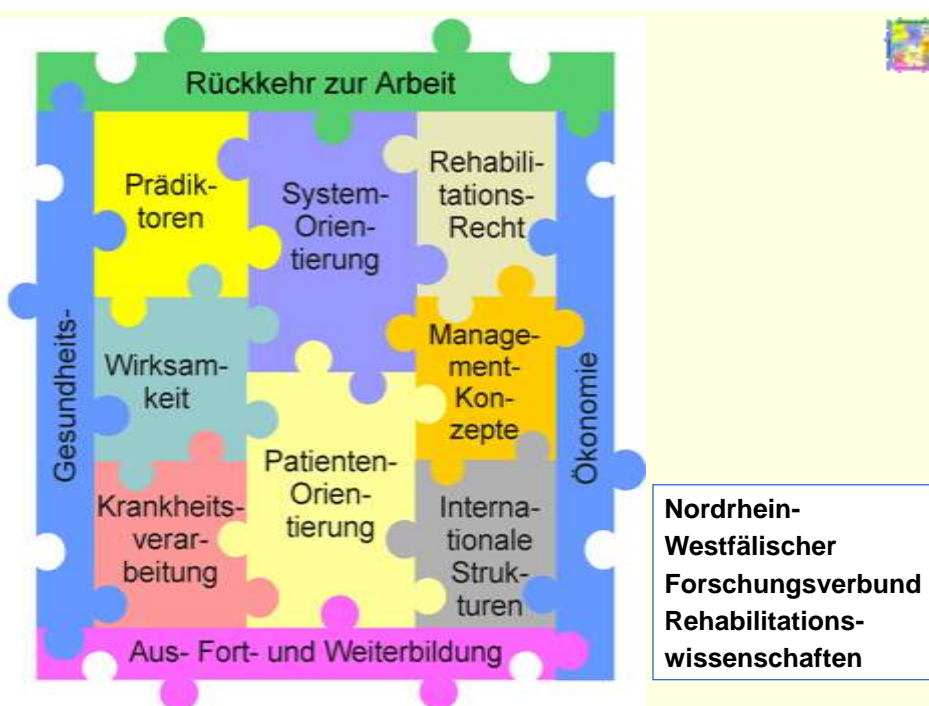 Rückkehr zur Arbeit
Prädik-
toren
System-
Orien-
tierung
Rehabili-
tations-
Recht
Gesundheits-
Wirksam-
keit
Manage-
ment-
Kon-
zepte
Ökonomie
Krankheits-
verar-
beitung
Patienten-
Orien-
tierung
Interna-
tionale
Struk-
turen
Aus- Fort- und Weiterbildung
Nordrhein-
Westfälischer
Forschungsverbund
Rehabilitations-
wissenschaften